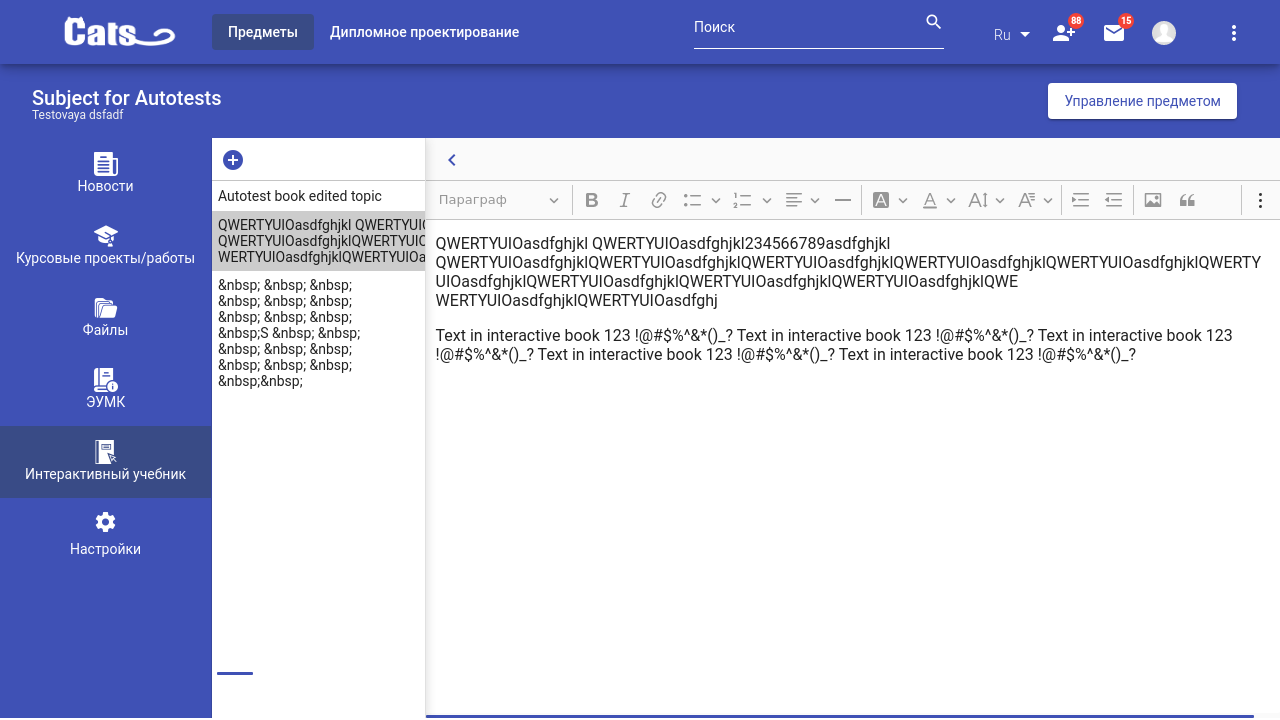 Cats
Предметы
Дипломное проектирование
Поиск
Ru
88
15
Subject for Autotests
Testovaya dsfadf
Управление предметом
Новости
Курсовые проекты/работы
Файлы
ЭУМК
Интерактивный учебник
Настройки
Autotest book edited topic
QWERTYUIOasdfghjkl QWERTYUI
QWERTYUIOasdfghjklQWERTYUIO
WERTYUIOasdfghjklQWERTYUIOa
&nbsp; &nbsp; &nbsp;
&nbsp; &nbsp; &nbsp;
&nbsp; &nbsp; &nbsp;
&nbsp;S &nbsp; &nbsp;
&nbsp; &nbsp; &nbsp;
&nbsp; &nbsp; &nbsp;
&nbsp;&nbsp;
Параграф
QWERTYUIOasdfghjkl QWERTYUIOasdfghjkl234566789asdfghjkl
QWERTYUIOasdfghjklQWERTYUIOasdfghjklQWERTYUIOasdfghjklQWERTYUIOasdfghjklQWERTYUIOasdfghjklQWERTY
UIOasdfghjklQWERTYUIOasdfghjklQWERTYUIOasdfghjklQWERTYUIOasdfghjklQWE
WERTYUIOasdfghjklQWERTYUIOasdfghj
Text in interactive book 123 !@#$%^&*()_? Text in interactive book 123 !@#$%^&*()_? Text in interactive book 123
!@#$%^&*()_? Text in interactive book 123 !@#$%^&*()_? Text in interactive book 123 !@#$%^&*()_?